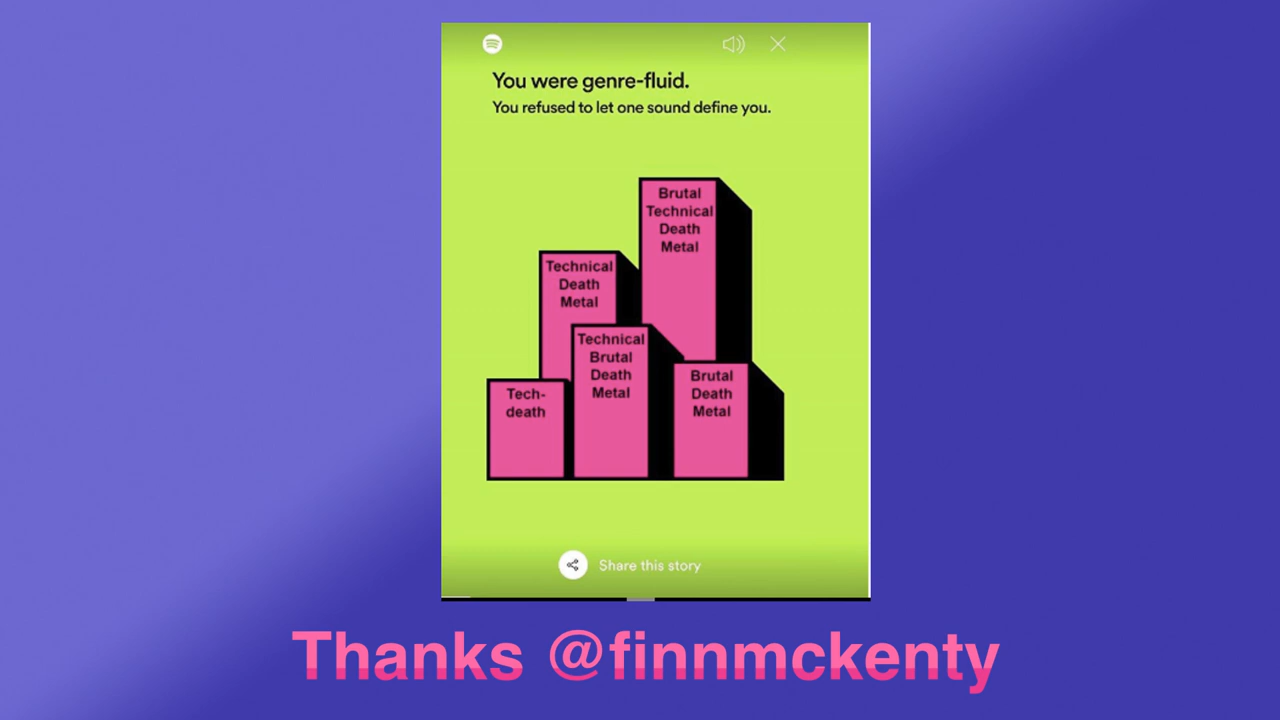 You were genre-fluid.
You refused to let one sound define you.
Brutal
Technical
Death
Metal
Technical
Death
Metal
Technical
Brutal
Death
Metal
Brutal
Death
Metal
Tech-
death
Share this story
Thanks @finnmckenty